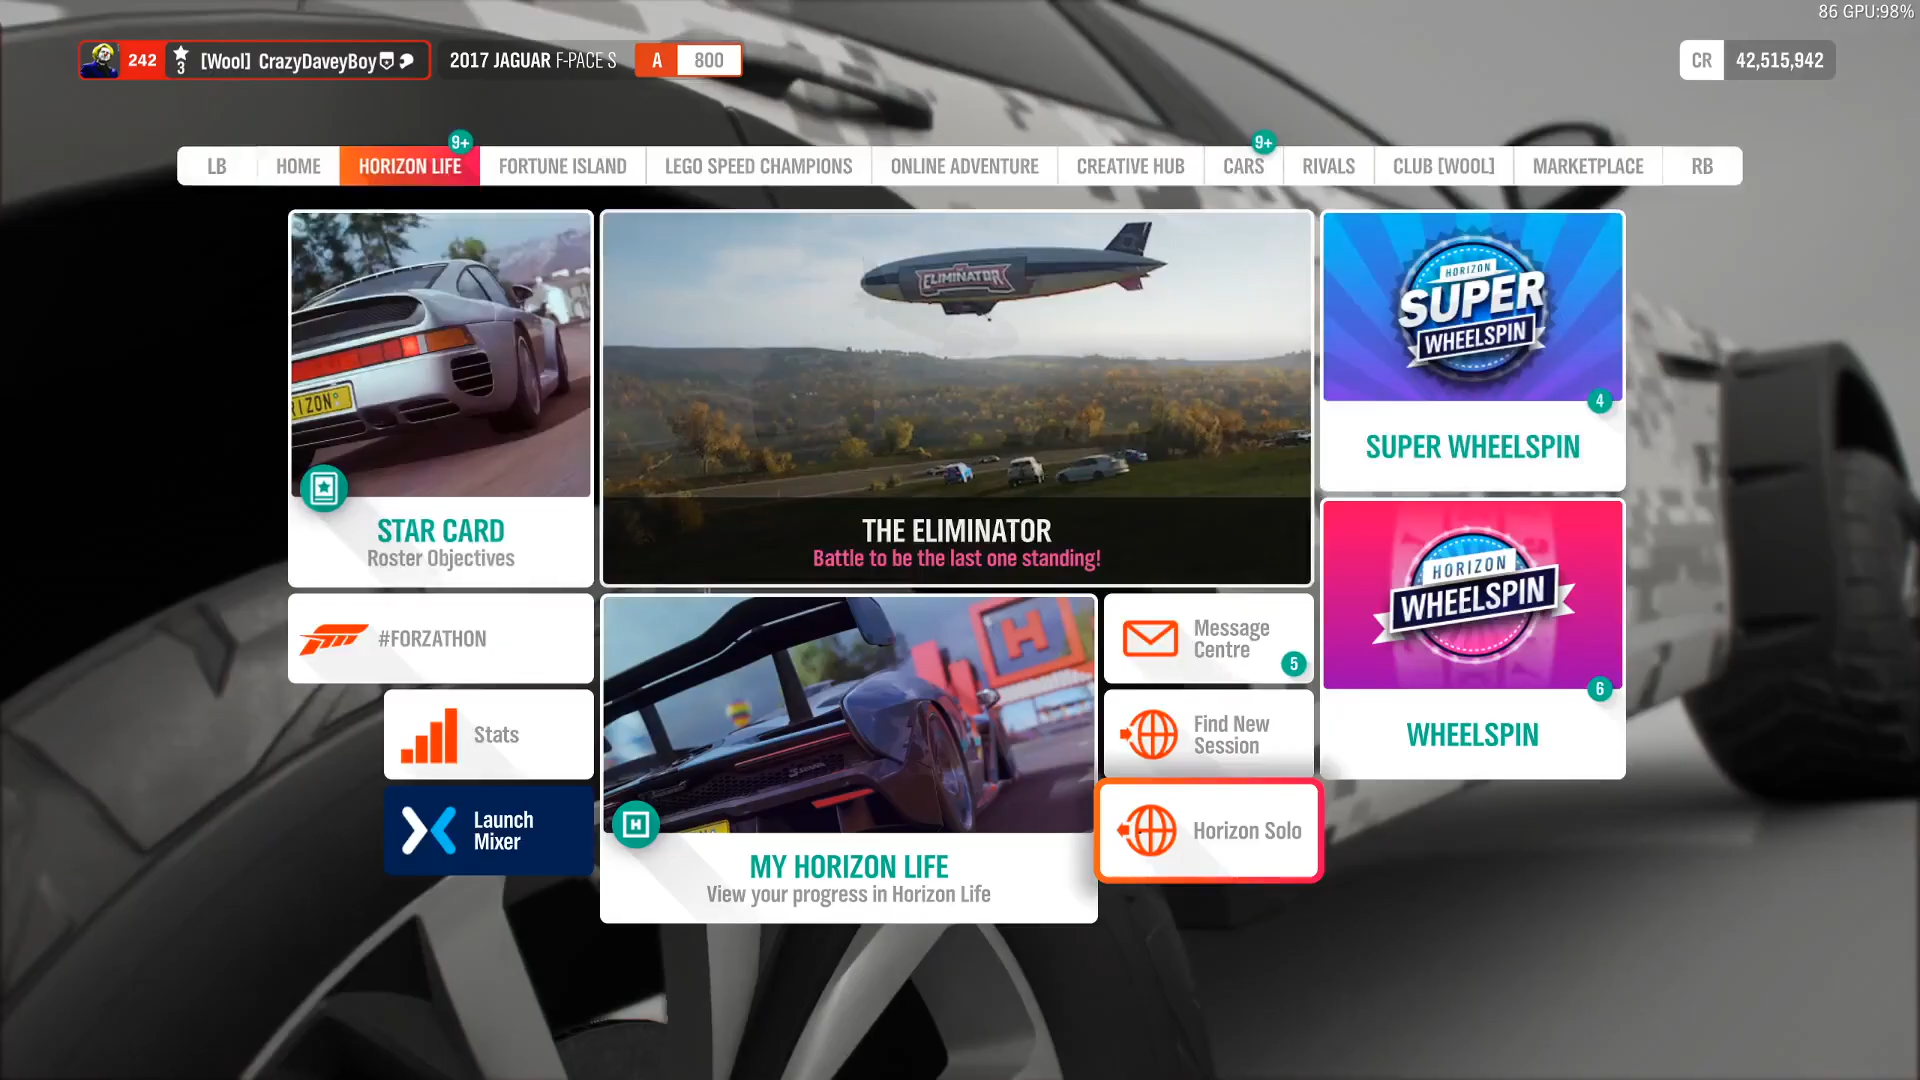 86 GPU:98%
242 3 [Wool] CrazyDaveyBoy 2017 JAGUAR F-PACE S A 800 CR 42,515,942
9+ 9+
LB HOME HORIZON LIFE FORTUNE ISLAND LEGO SPEED CHAMPIONS ONLINE ADVENTURE CREATIVE HUB CARS RIVALS CLUB [WOOL] MARKETPLACE RB
RIZON
STAR CARD
Roster Objectives
ELIMINATOR
THE ELIMINATOR
Battle to be the last one standing!
HORIZON
SUPER
WHEELSPIN
4
SUPER WHEELSPIN
#FORZATHON
Stats
Launch
Mixer
H
H
MY HORIZON LIFE
View your progress in Horizon Life
Message
Centre
5
Find New
Session
Horizon Solo
HORIZON
WHEELSPIN
6
WHEELSPIN